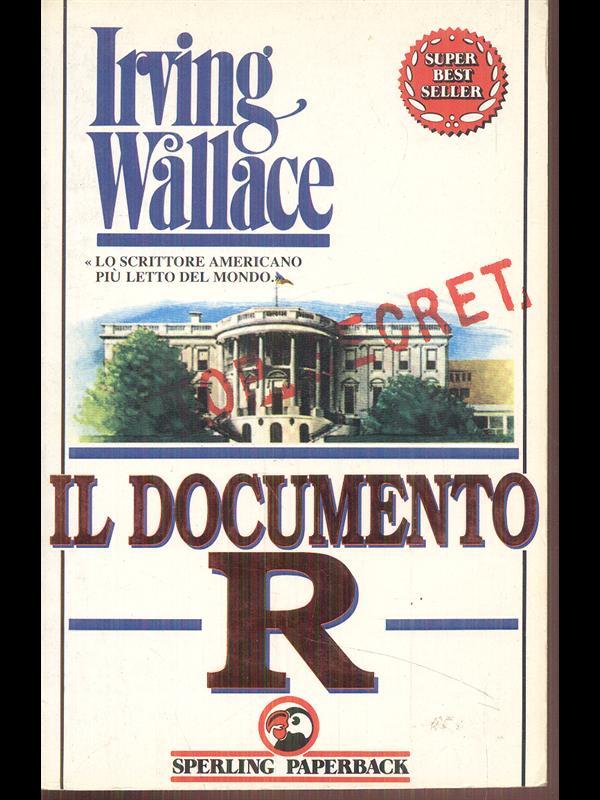 Irving
Wallace
SUPER
BEST
SELLER
« LO SCRITTORE AMERICANO
PIÙ LETTO DEL MONDO.»
IL DOCUMENTO
R
SPERLING PAPERBACK